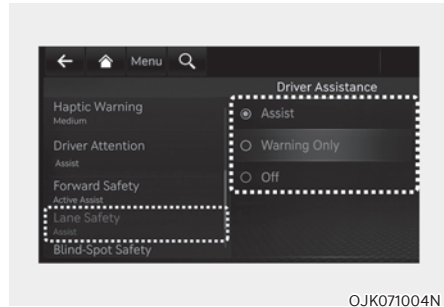 Menu
Driver Assistance
Haptic Warning
Medium
Driver Attention
Assist
Forward Safety
Active Assist
Lane Safety
Assist
Blind-Spot Safety
Assist
Warning Only
Off
OJK071004N